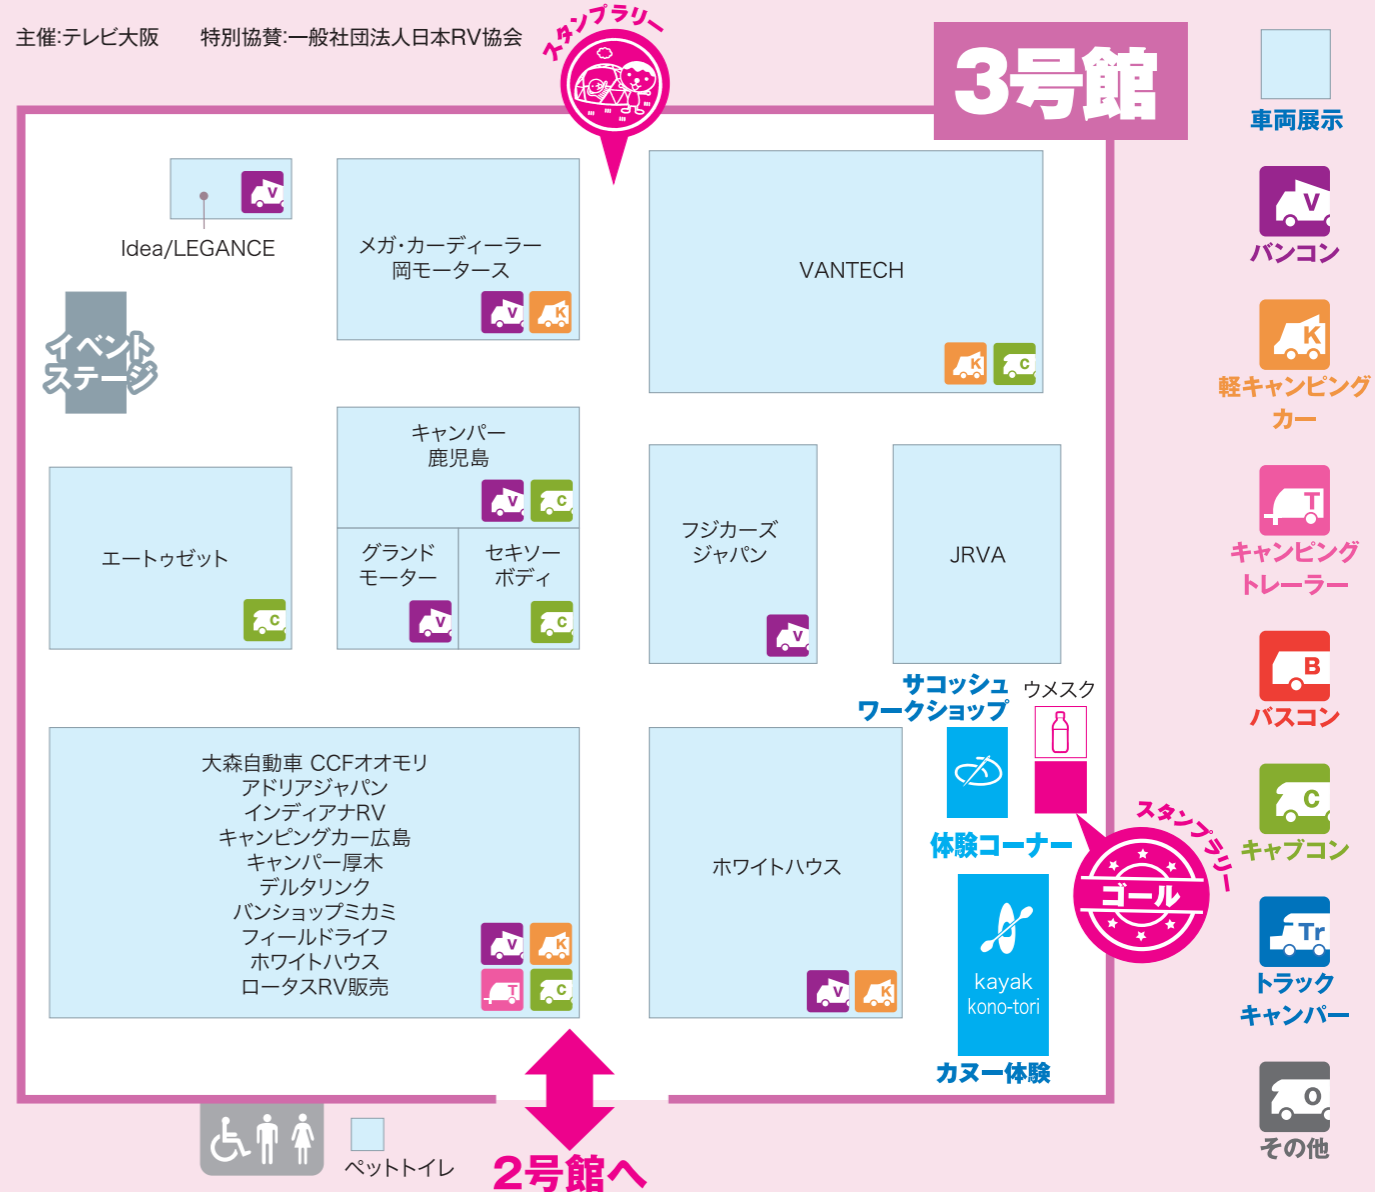 主催:テレビ大阪 特別協賛:一般社団法人日本RV協会
スタンプラリー
3号館
車両展示
V
バンコン
K
軽キャンピング
カー
T
キャンピング
トレーラー
B
バスコン
C
キャブコン
Tr
トラック
キャンパー
O
その他
V
Idea/LEGANCE
メガ・カーディーラー
岡モータース
V K
VANTECH
K C
イベント
ステージ
キャンパー
鹿児島
V C
エートゥゼット
C
グランド
モーター
V
セキソー
ボディ
C
フジカーズ
ジャパン
V
JRVA
サコッシュ
ワークショップ
ウメスク
大森自動車 CCFオオモリ
アドリアジャパン
インディアナRV
キャンピングカー広島
キャンパー厚木
デルタリンク
バンショップミカミ
フィールドライフ
ホワイトハウス
ロータスRV販売
V K
T C
ホワイトハウス
V K
体験コーナー
スタンプラリー
ゴール
kayak
kono-tori
カヌー体験
ペットトイレ
2号館へ